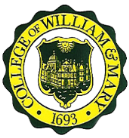 COLLEGE OF WILLIAM & MARY
· 1693 ·